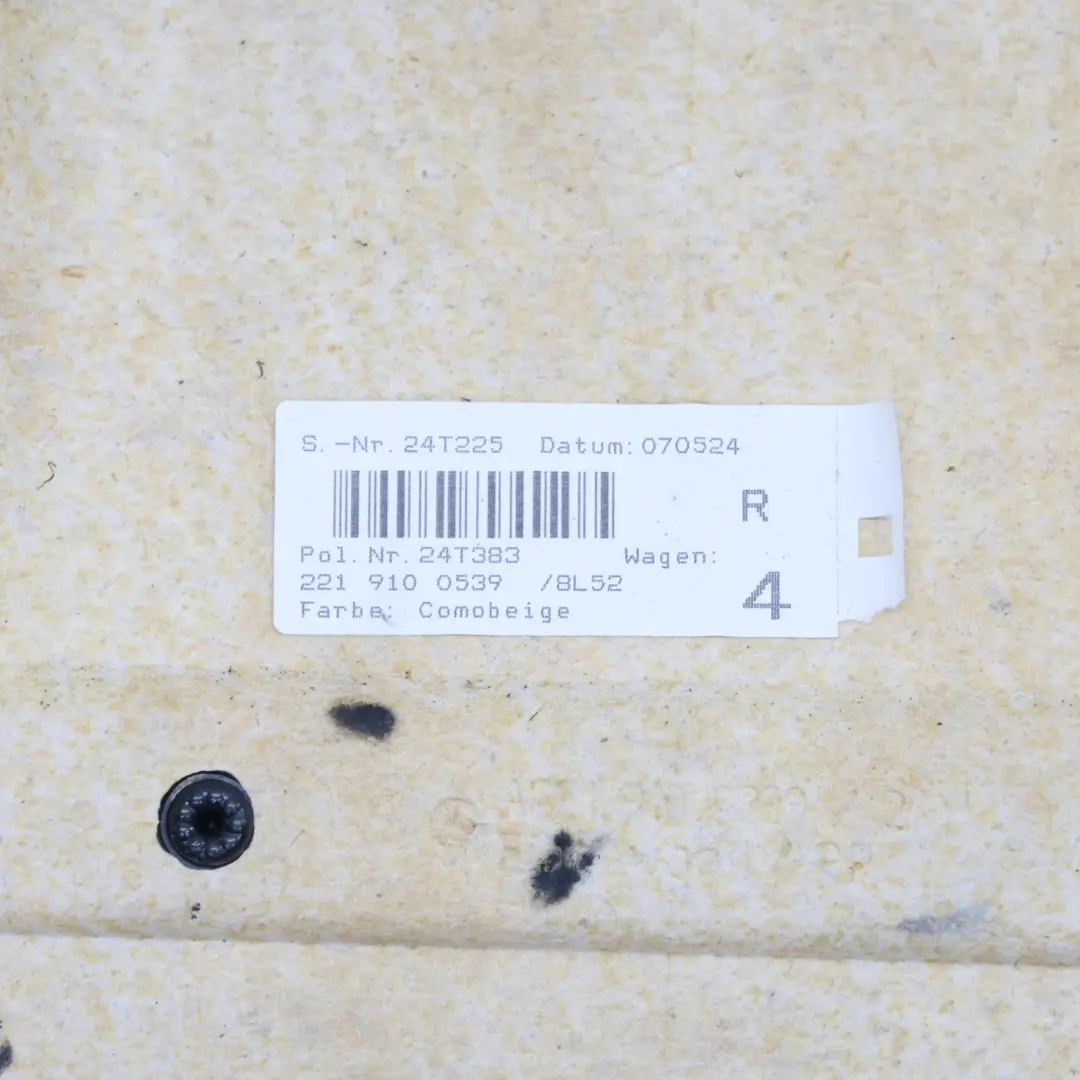 S.-Nr. 24T225 Datum: 070524
R
Pol.Nr. 24T383 Wagen:
221 910 0539 /8L52
4
Farbe: Comobeige